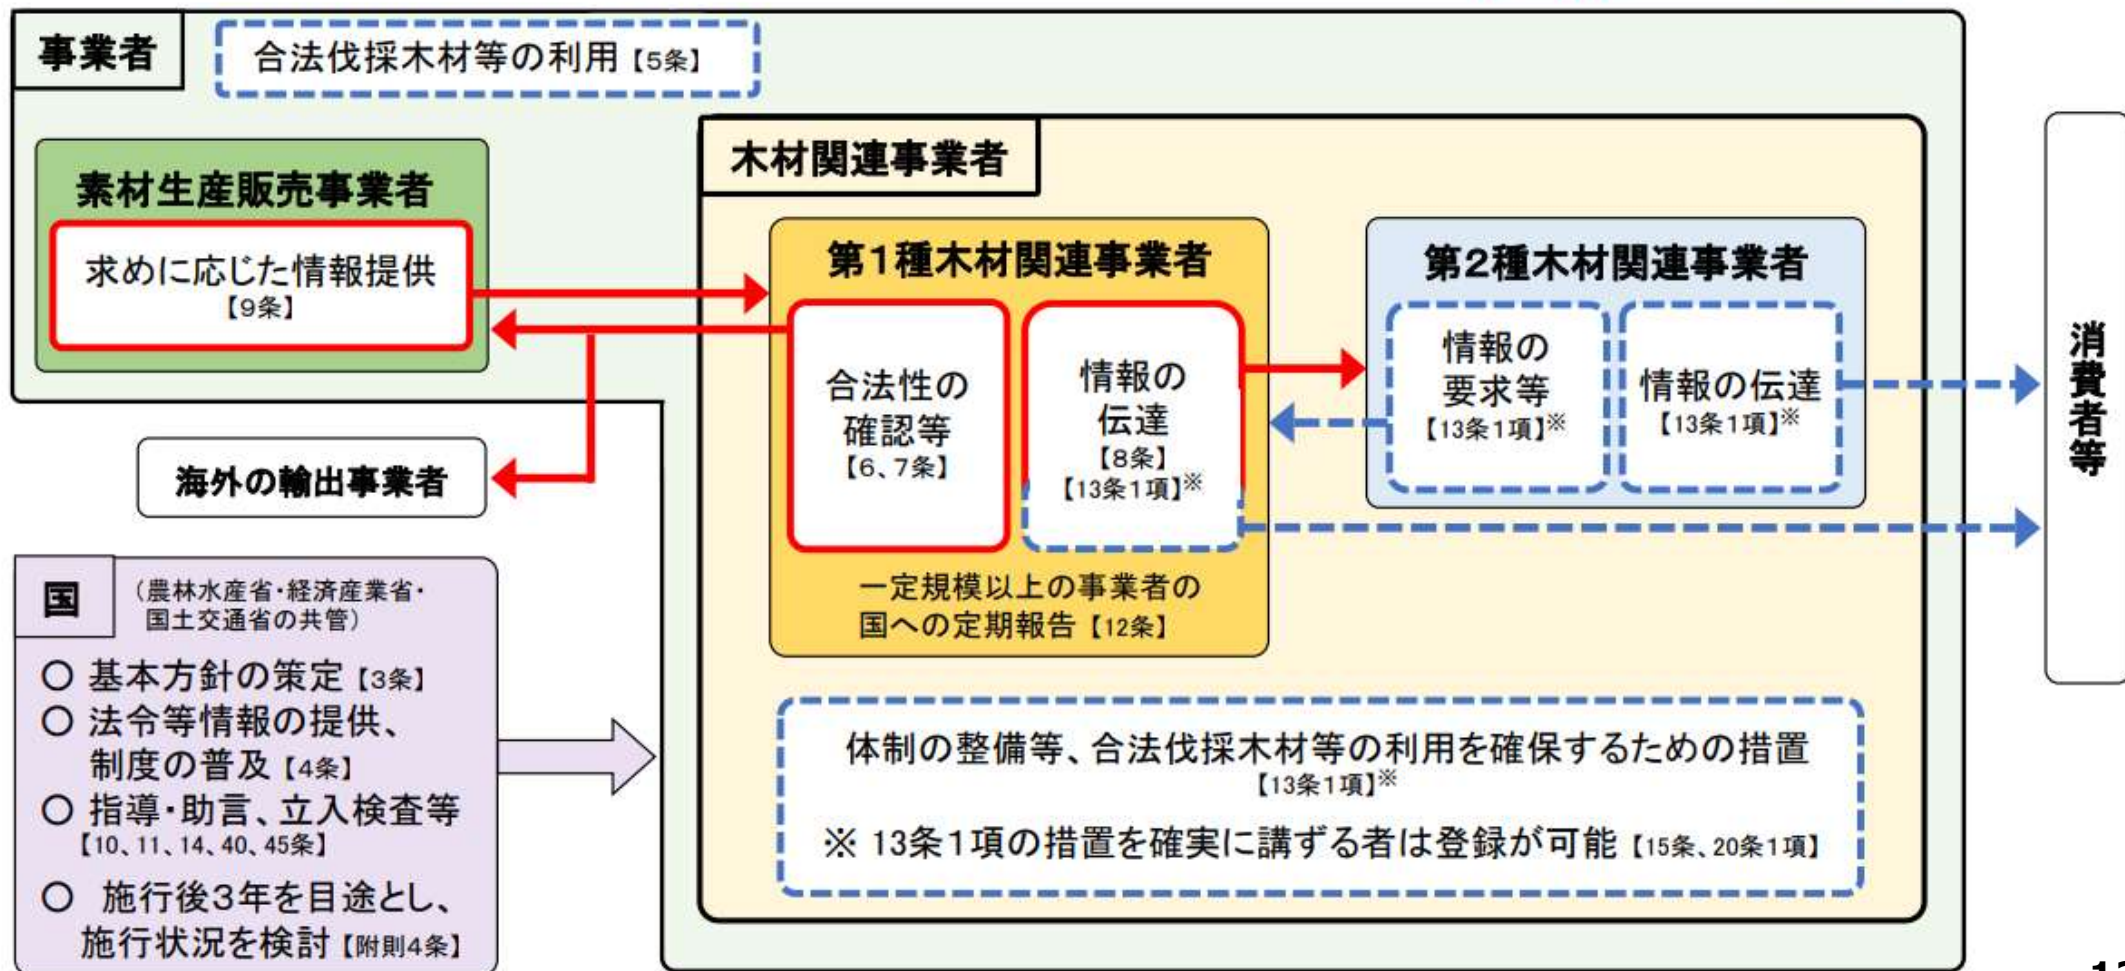 事業者
合法伐採木材等の利用【5条】
素材生産販売事業者
求めに応じた情報提供
【9条】
海外の輸出事業者
木材関連事業者
第1種木材関連事業者
合法性の
確認等
【6、7条】
情報の
伝達
【8条】
【13条1項】※
一定規模以上の事業者の
国への定期報告【12条】
第2種木材関連事業者
情報の
要求等
【13条1項】※
情報の伝達
【13条1項】※
体制の整備等、合法伐採木材等の利用を確保するための措置
【13条1項】※
※ 13条1項の措置を確実に講ずる者は登録が可能【15条、20条1項】
消費者等
国
（農林水産省・経済産業省・
国土交通省の共管）
○ 基本方針の策定【3条】
○ 法令等情報の提供、
制度の普及【4条】
○ 指導・助言、立入検査等
【10、11、14、40、45条】
○ 施行後3年を目途とし、
施行状況を検討【附則4条】